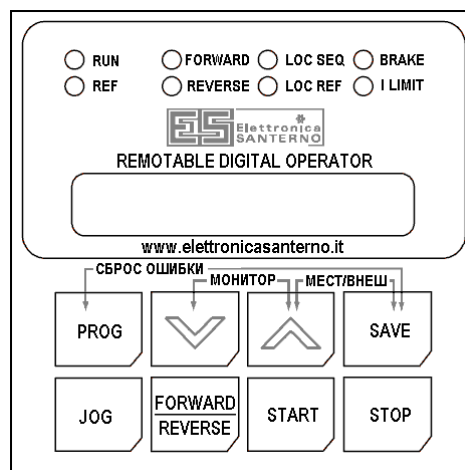 RUN FORWARD LOC SEQ BRAKE
REF REVERSE LOC REF I LIMIT
ES Elettronica
SANTERNO
REMOTABLE DIGITAL OPERATOR
www.elettronicasanterno.it
СБРОС ОШИБКИ
МОНИТОР МЕСТ/ВНЕШ
PROG SAVE
JOG FORWARD START STOP
REVERSE